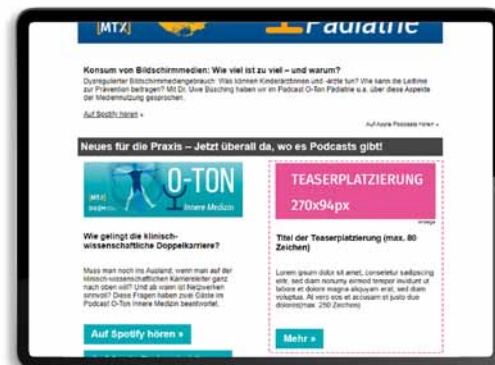 [MTX]
Pädiatrie
Konsum von Bildschirmmedien: Wie viel ist zu viel – und warum?
Dysregulierter Bildschirmmediengebrauch: Was können Kinderärztinnen und -ärzte tun? Wie kann die Leitlinie
zur Prävention beitragen? Mit Dr. Uwe Büsching haben wir im Podcast O-Ton Pädiatrie u.a. über diese Aspekte
der Mediennutzung gesprochen.
Auf Spotify hören »
Auf Apple Podcasts hören »
Neues für die Praxis – Jetzt überall da, wo es Podcasts gibt!
[MTX]
O-TON
Innere Medizin
Wie gelingt die klinisch-
wissenschaftliche Doppelkarriere?
Muss man noch ins Ausland, wenn man auf der
klinisch-wissenschaftlichen Karriereleiter ganz
nach oben will? Und ab wann ist Netzwerken
sinnvoll? Diese Fragen haben zwei Gäste im
Podcast O-Ton Innere Medizin beantwortet.
Auf Spotify hören »
TEASERPLATZIERUNG
270x94px
Anzeige
Titel der Teaserplatzierung (max. 80
Zeichen)
Lorem ipsum dolor sit amet, consetetur sadipscing
elitr, sed diam nonumy eirmod tempor invidunt ut
labore et dolore magna aliquyam erat, sed diam
voluptua. At vero eos et accusam et justo duo
dolores(max. 250 Zeichen)
Mehr »